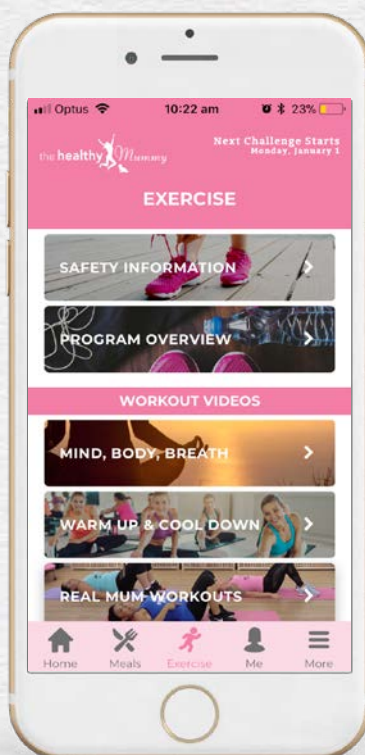 Optus 10:22 am 23%
the healthy Mummy
Next Challenge Starts
Monday, January 1
EXERCISE
SAFETY INFORMATION
PROGRAM OVERVIEW
WORKOUT VIDEOS
MIND, BODY, BREATH
WARM UP & COOL DOWN
REAL MUM WORKOUTS
Home Meals Exercise Me More